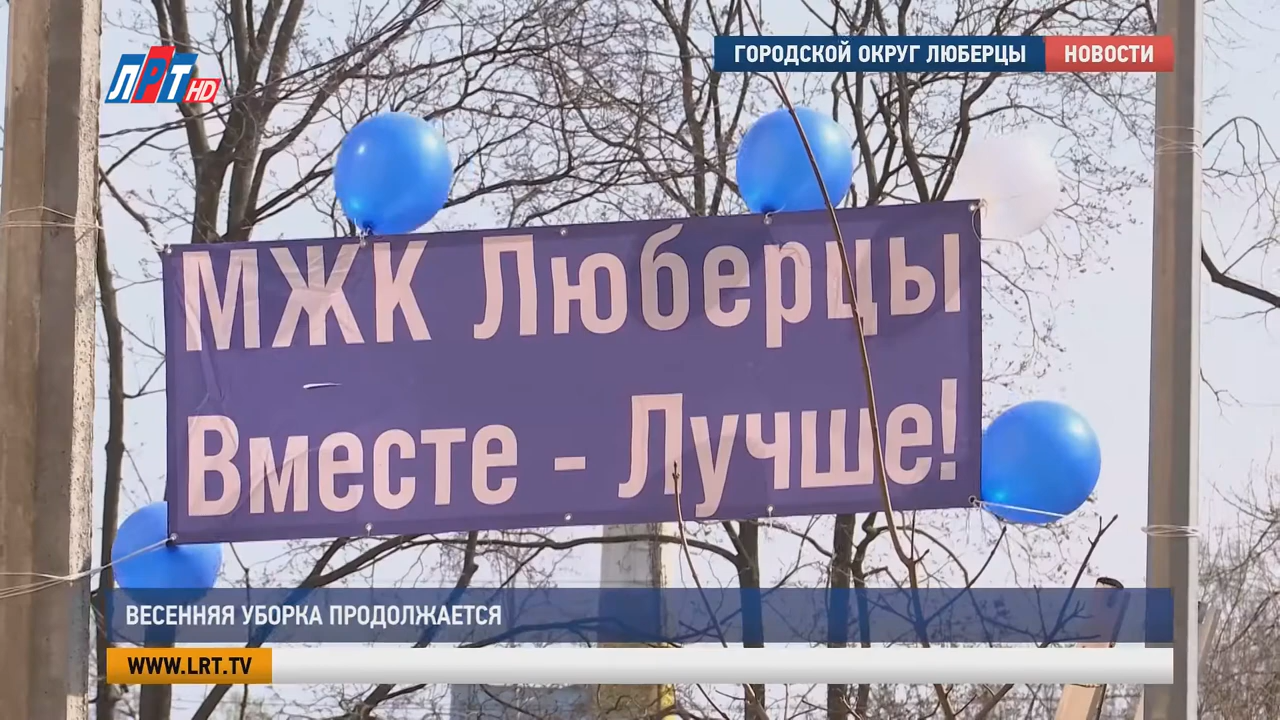 ЛРТ HD
ГОРОДСКОЙ ОКРУГ ЛЮБЕРЦЫ НОВОСТИ
МЖК Люберцы
Вместе - Лучше!
ВЕСЕННЯЯ УБОРКА ПРОДОЛЖАЕТСЯ
WWW.LRT.TV